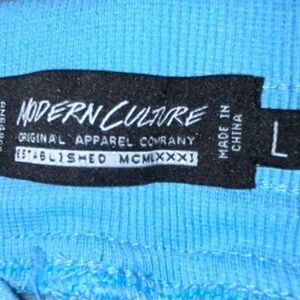 MODERN CULTURE
ORIGINAL APPAREL COMPANY
ESTABLISHED MCMLXXXI
MADE IN
CHINA
L